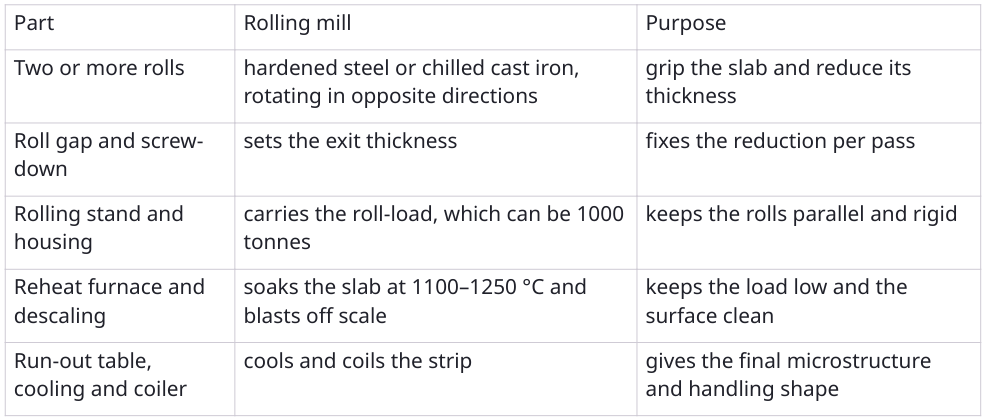 Part Rolling mill Purpose
Two or more rolls hardened steel or chilled cast iron, grip the slab and reduce its
rotating in opposite directions thickness
Roll gap and screw- sets the exit thickness fixes the reduction per pass
down
Rolling stand and carries the roll-load, which can be 1000 keeps the rolls parallel and rigid
housing tonnes
Reheat furnace and soaks the slab at 1100–1250 °C and keeps the load low and the
descaling blasts off scale surface clean
Run-out table, cools and coils the strip gives the final microstructure
cooling and coiler and handling shape